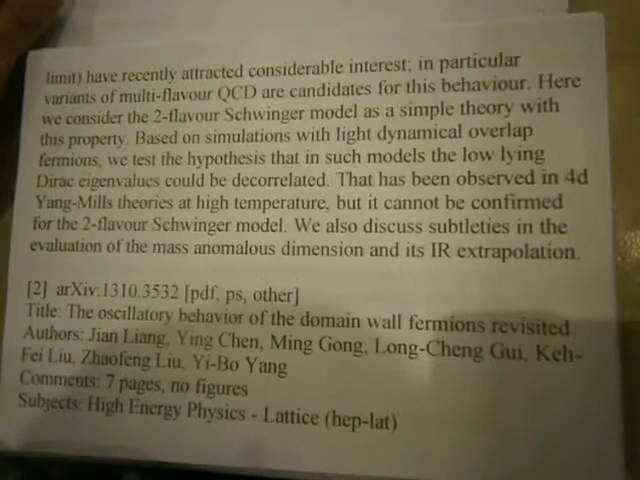 limit) have recently attracted considerable interest; in particular
variants of multi-flavour QCD are candidates for this behaviour. Here
we consider the 2-flavour Schwinger model as a simple theory with
this property. Based on simulations with light dynamical overlap
fermions, we test the hypothesis that in such models the low lying
Dirac eigenvalues could be decorrelated. That has been observed in 4d
Yang-Mills theories at high temperature, but it cannot be confirmed
for the 2-flavour Schwinger model. We also discuss subtleties in the
evaluation of the mass anomalous dimension and its IR extrapolation.
[2] arXiv:1310.3532 [pdf, ps, other]
Title: The oscillatory behavior of the domain wall fermions revisited
Authors: Jian Liang, Ying Chen, Ming Gong, Long-Cheng Gui, Keh-
Fei Liu, Zhaofeng Liu, Yi-Bo Yang
Comments: 7 pages, no figures
Subjects: High Energy Physics - Lattice (hep-lat)